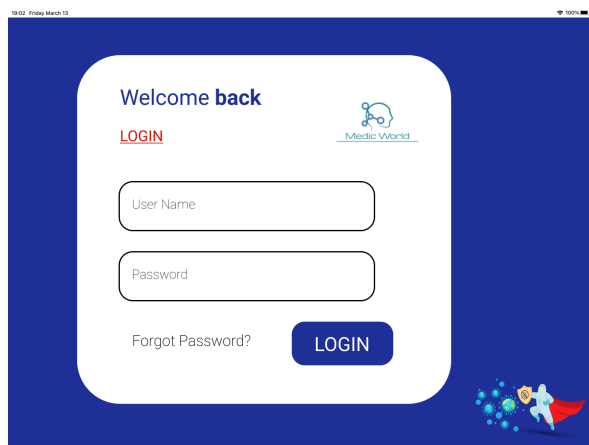 19:02 Friday March 13
100%
Welcome back
LOGIN
Medic World
User Name
Password
Forgot Password?
LOGIN